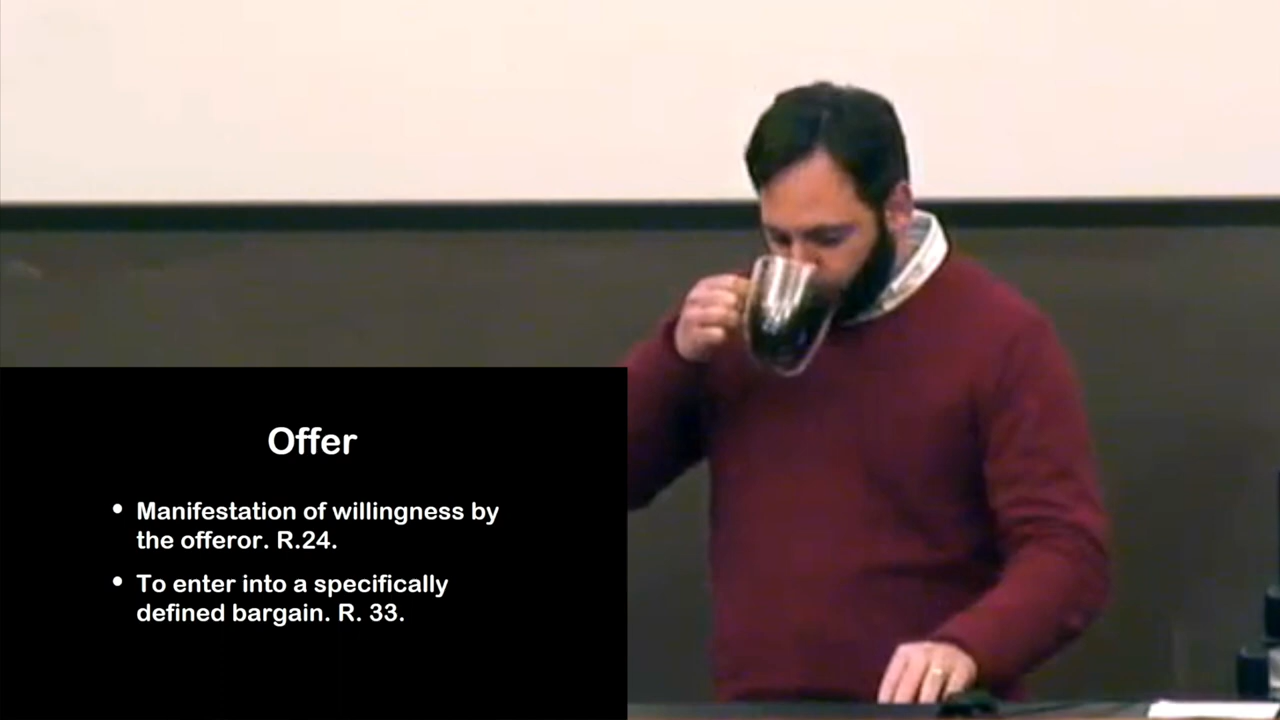 Offer
• Manifestation of willingness by
the offeror. R.24.
• To enter into a specifically
defined bargain. R. 33.